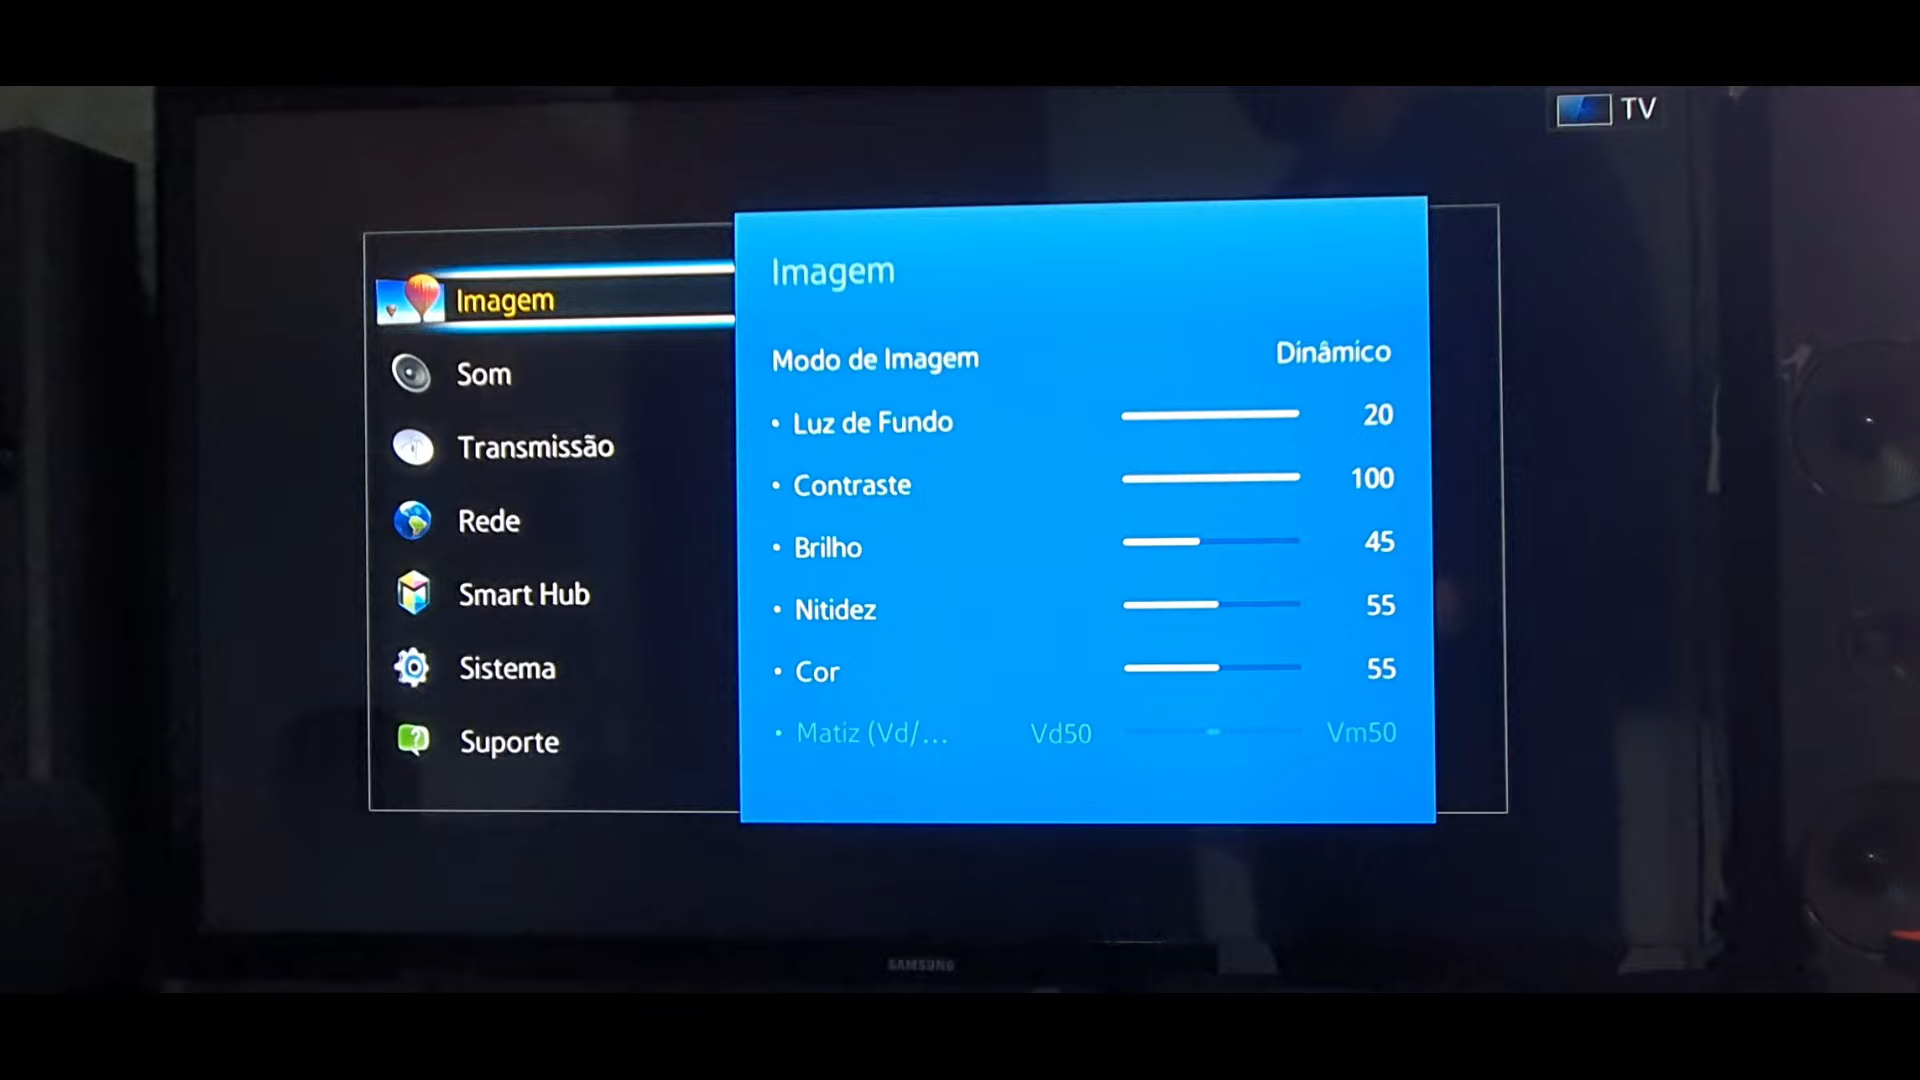 TV
Imagem
Som
Transmissão
Rede
Smart Hub
Sistema
Suporte
Imagem
Modo de Imagem Dinâmico
• Luz de Fundo 20
• Contraste 100
• Brilho 45
• Nitidez 55
• Cor 55
• Matiz (Vd/... Vd50 Vm50
SAMSUNG